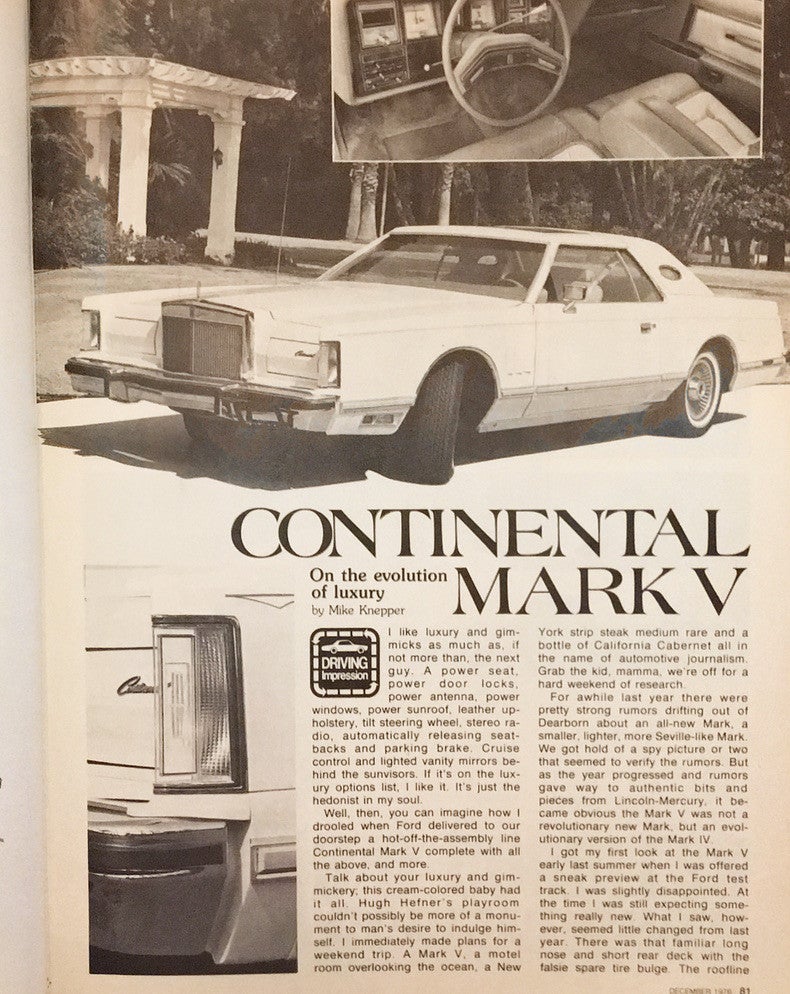 CONTINENTAL
MARK V
On the evolution
of luxury
by Mike Knepper
DRIVING
Impression
I like luxury and gim-
micks as much as, if
not more than, the next
guy. A power seat,
power door locks,
power antenna, power
windows, power sunroof, leather up-
holstery, tilt steering wheel, stereo ra-
dio, automatically releasing seat-
backs and parking brake. Cruise
control and lighted vanity mirrors be-
hind the sunvisors. If it's on the lux-
ury options list, I like it. It's just the
hedonist in my soul.
Well, then, you can imagine how I
drooled when Ford delivered to our
doorstep a hot-off-the-assembly line
Continental Mark V complete with all
the above, and more.
Talk about your luxury and gim-
mickery; this cream-colored baby had
it all. Hugh Hefner's playroom
couldn't possibly be more of a monu-
ment to man's desire to indulge him-
self. I immediately made plans for a
weekend trip. A Mark V, a motel
room overlooking the ocean, a New
York strip steak medium rare and a
bottle of California Cabernet all in
the name of automotive journalism.
Grab the kid, mamma, we're off for a
hard weekend of research.
For awhile last year there were
pretty strong rumors drifting out of
Dearborn about an all-new Mark, a
smaller, lighter, more Seville-like Mark.
We got hold of a spy picture or two
that seemed to verify the rumors. But
as the year progressed and rumors
gave way to authentic bits and
pieces from Lincoln-Mercury, it be-
came obvious the Mark V was not a
revolutionary new Mark, but an evol-
utionary version of the Mark IV.
I got my first look at the Mark V
early last summer when I was offered
a sneak preview at the Ford test
track. I was slightly disappointed. At
the time I was still expecting some-
thing really new. What I saw, how-
ever, seemed little changed from last
year. There was that familiar long
nose and short rear deck with the
falsie spare tire bulge. The roofline
DECEMBER 1976 81